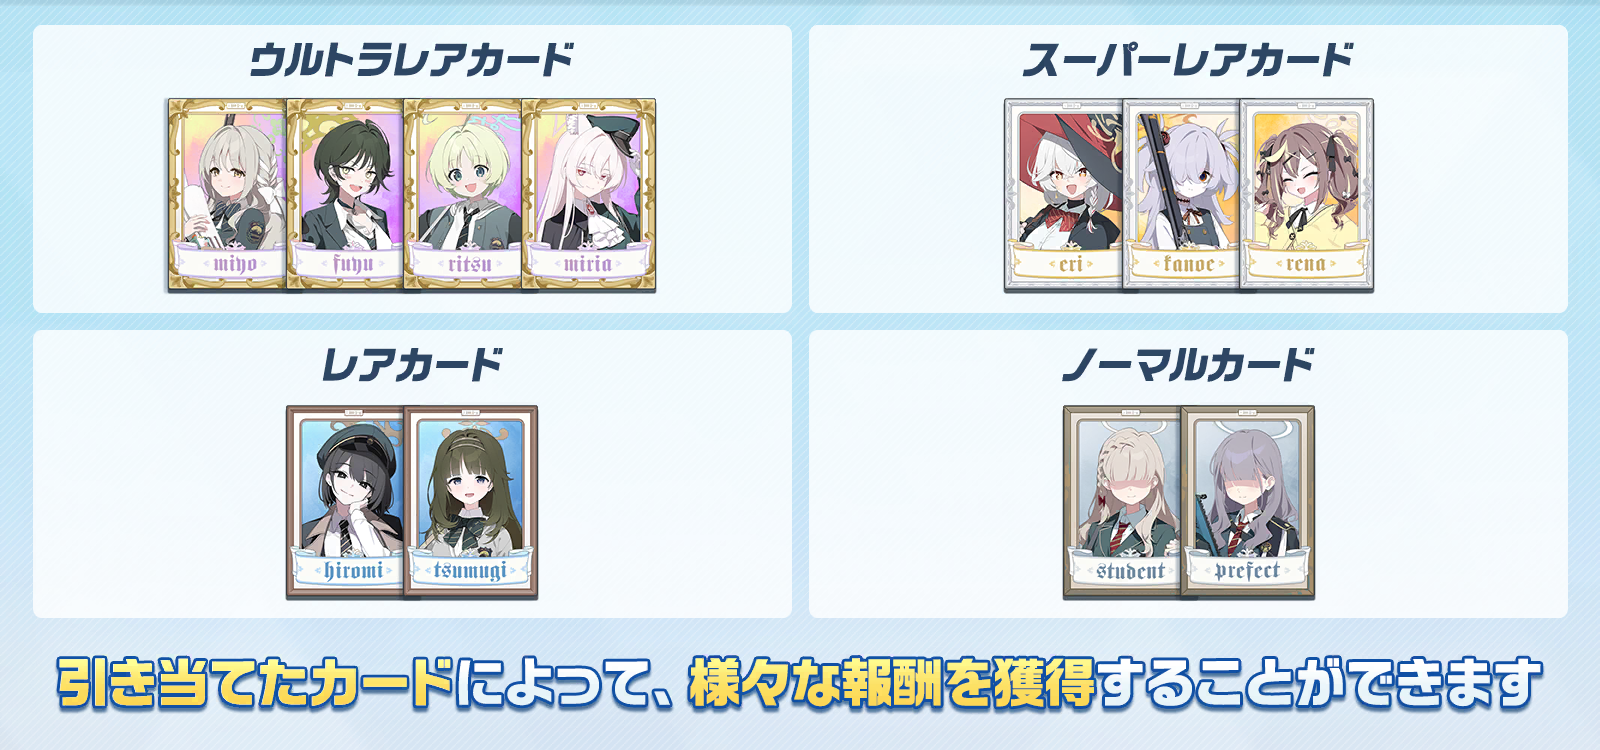 ウルトラレアカード
miyo
fuyu
ritsu
miria
スーパーレアカード
eri
kanoe
rena
レアカード
hiromi
tsumugi
ノーマルカード
student
prefect
引き当てたカードによって、様々な報酬を獲得することができます